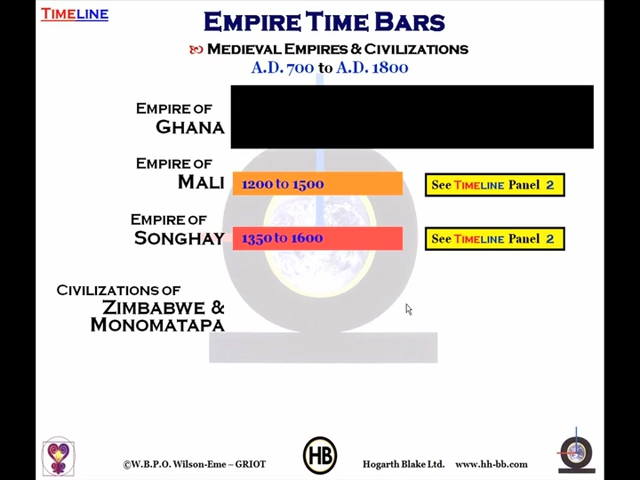 TIMELINE
EMPIRE TIME BARS
MEDIEVAL EMPIRES & CIVILIZATIONS
A.D. 700 to A.D. 1800
EMPIRE OF
GHANA
EMPIRE OF
MALI
1200 to 1500
See TIMELINE Panel 2
EMPIRE OF
SONGHAY
1350 to 1600
See TIMELINE Panel 2
CIVILIZATIONS OF
ZIMBABWE &
MONOMATAPA
©W.B.P.O. Wilson-Eme – GRIOT
HB
Hogarth Blake Ltd. www.hh-bb.com